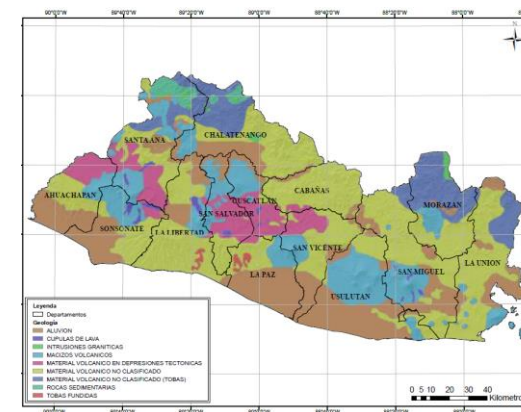 90°0'0"W 89°40'0"W 89°20'0"W 89°0'0"W 88°40'0"W 88°20'0"W 88°0'0"W
N
CHALATENANGO
SANTA ANA
CABAÑAS
AHUACHAPAN
CUSCATLAN
MORAZAN
SAN SALVADOR
SONSONATE
LA LIBERTAD
SAN VICENTE
LA UNION
LA PAZ
SAN MIGUEL
USULUTAN
Leyenda
Departamentos
Geología
ALUVION
CUPULAS DE LAVA
INTRUSIONES GRANITICAS
MACIZOS VOLCANICOS
MATERIAL VOLCANICO EN DEPRESIONES TECTONICAS
MATERIAL VOLCANICO NO CLASIFICADO
MATERIAL VOLCANICO NO CLASIFICADO (TOBAS)
ROCAS SEDIMENTARIAS
TOBAS FUNDIDAS
0 5 10 20 30 40
Kilometro